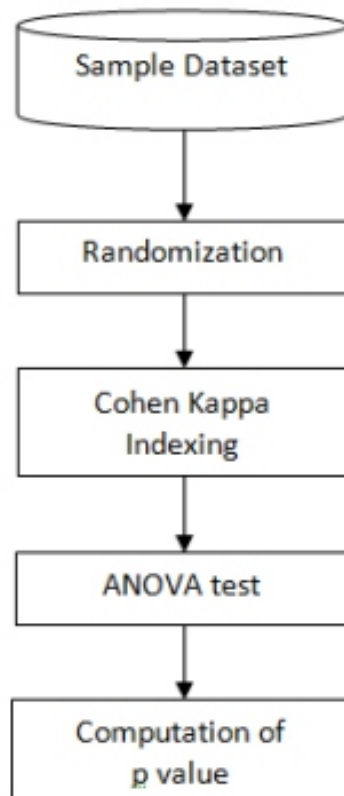 Sample Dataset
Randomization
Cohen Kappa
Indexing
ANOVA test
Computation of
p value